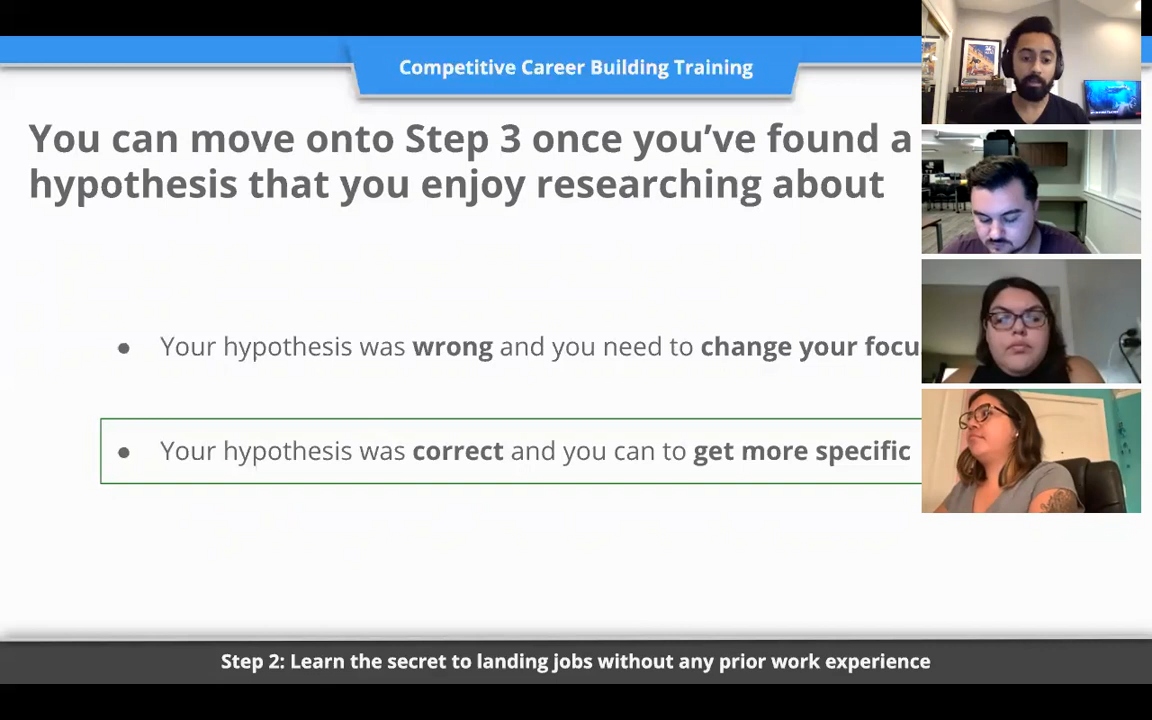 Competitive Career Building Training
You can move onto Step 3 once you’ve found a
hypothesis that you enjoy researching about
● Your hypothesis was wrong and you need to change your focu
● Your hypothesis was correct and you can to get more specific
Step 2: Learn the secret to landing jobs without any prior work experience